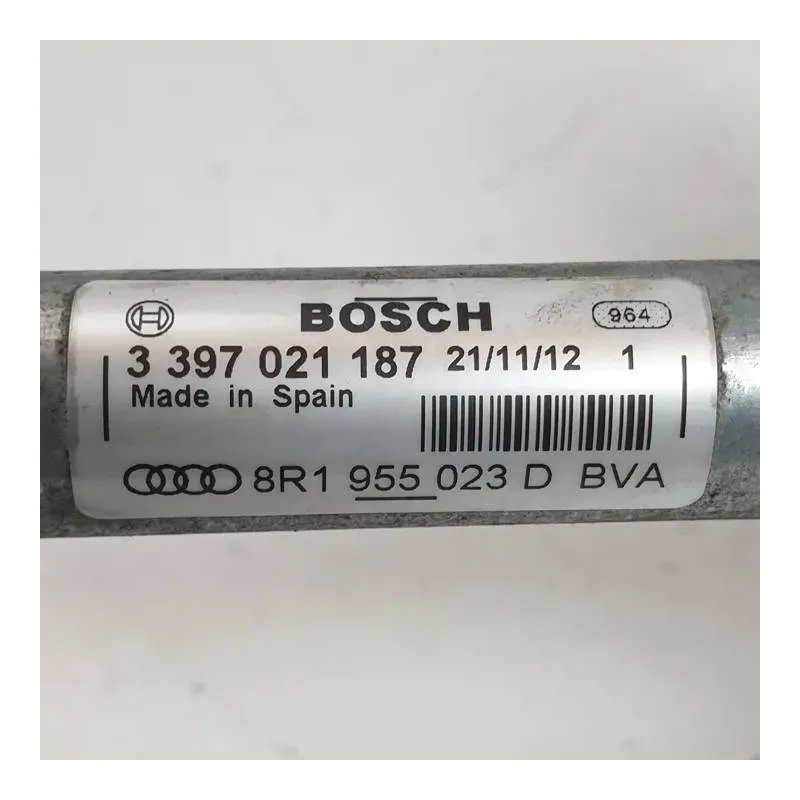 BOSCH 964
3 397 021 187 21/11/12 1
Made in Spain
8R1 955 023 D BVA